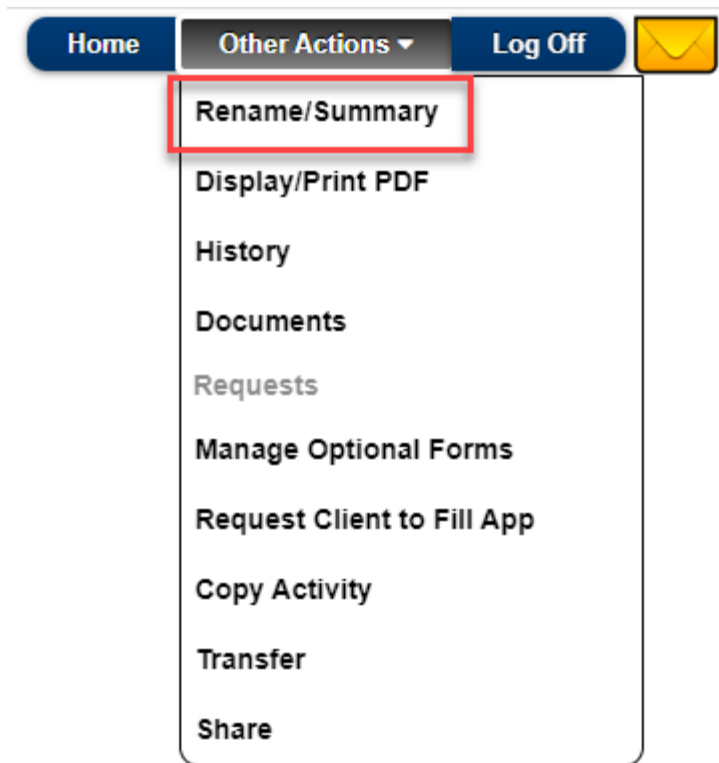 Home Other Actions ▾ Log Off
Rename/Summary
Display/Print PDF
History
Documents
Requests
Manage Optional Forms
Request Client to Fill App
Copy Activity
Transfer
Share